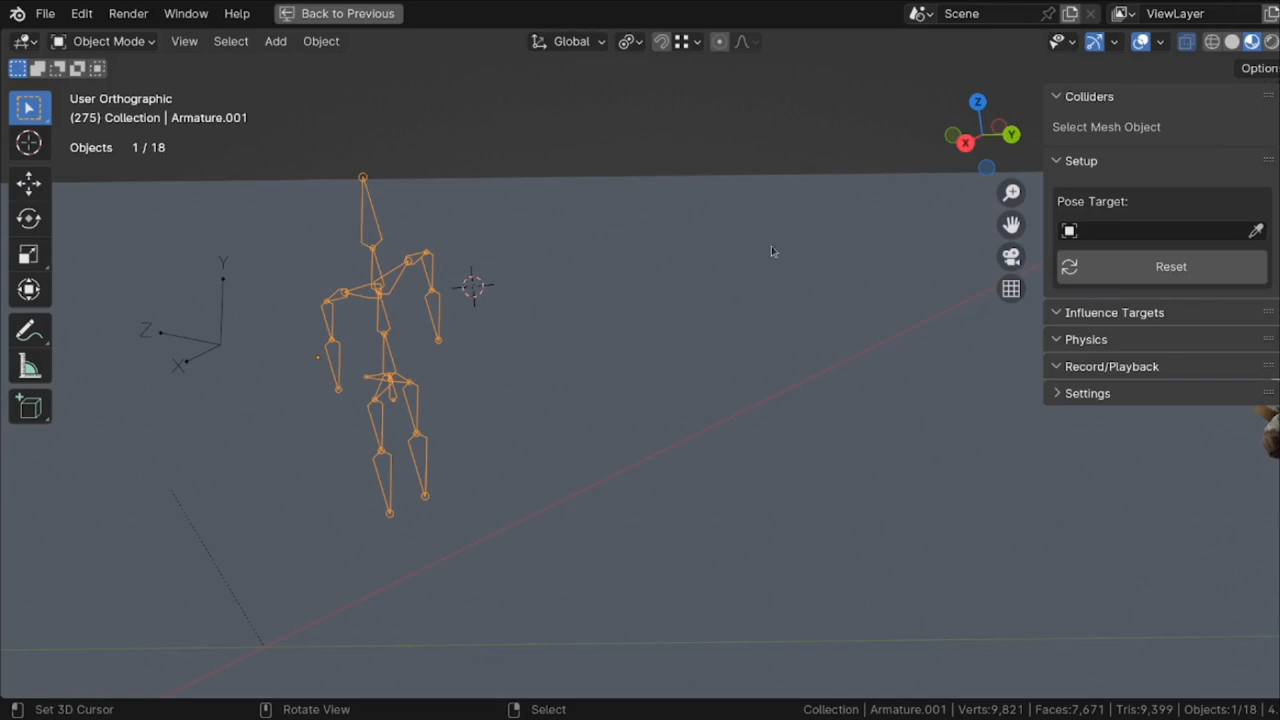 File Edit Render Window Help Back to Previous Scene ViewLayer
Object Mode View Select Add Object Global
Option
User Orthographic
(275) Collection | Armature.001
Objects 1 / 18
Z
Y
X
Y
Z
X
Colliders
Select Mesh Object
Setup
Pose Target:
Reset
Influence Targets
Physics
Record/Playback
Settings
Set 3D Cursor Rotate View Select Collection | Armature.001 | Verts:9,821 | Faces:7,671 | Tris:9,399 | Objects:1/18 | 4